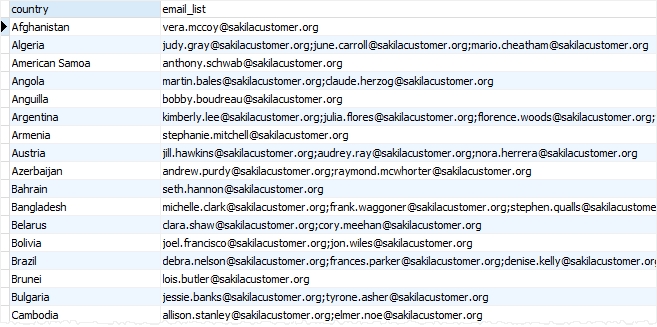 country email_list
Afghanistan vera.mccoy@sakilacustomer.org
Algeria judy.gray@sakilacustomer.org;june.carroll@sakilacustomer.org;mario.cheatham@sakilacustomer.org
American Samoa anthony.schwab@sakilacustomer.org
Angola martin.bales@sakilacustomer.org;claude.herzog@sakilacustomer.org
Anguilla bobby.boudreau@sakilacustomer.org
Argentina kimberly.lee@sakilacustomer.org;julia.flores@sakilacustomer.org;florence.woods@sakilacustomer.org;
Armenia stephanie.mitchell@sakilacustomer.org
Austria jill.hawkins@sakilacustomer.org;audrey.ray@sakilacustomer.org;nora.herrera@sakilacustomer.org
Azerbaijan andrew.purdy@sakilacustomer.org;raymond.mcwhorter@sakilacustomer.org
Bahrain seth.hannon@sakilacustomer.org
Bangladesh michelle.clark@sakilacustomer.org;frank.waggoner@sakilacustomer.org;stephen.qualls@sakilacustome
Belarus clara.shaw@sakilacustomer.org;cory.meehan@sakilacustomer.org
Bolivia joel.francisco@sakilacustomer.org;jon.wiles@sakilacustomer.org
Brazil debra.nelson@sakilacustomer.org;frances.parker@sakilacustomer.org;denise.kelly@sakilacustomer.org
Brunei lois.butler@sakilacustomer.org
Bulgaria jessie.banks@sakilacustomer.org;tyrone.asher@sakilacustomer.org
Cambodia allison.stanley@sakilacustomer.org;elmer.noe@sakilacustomer.org